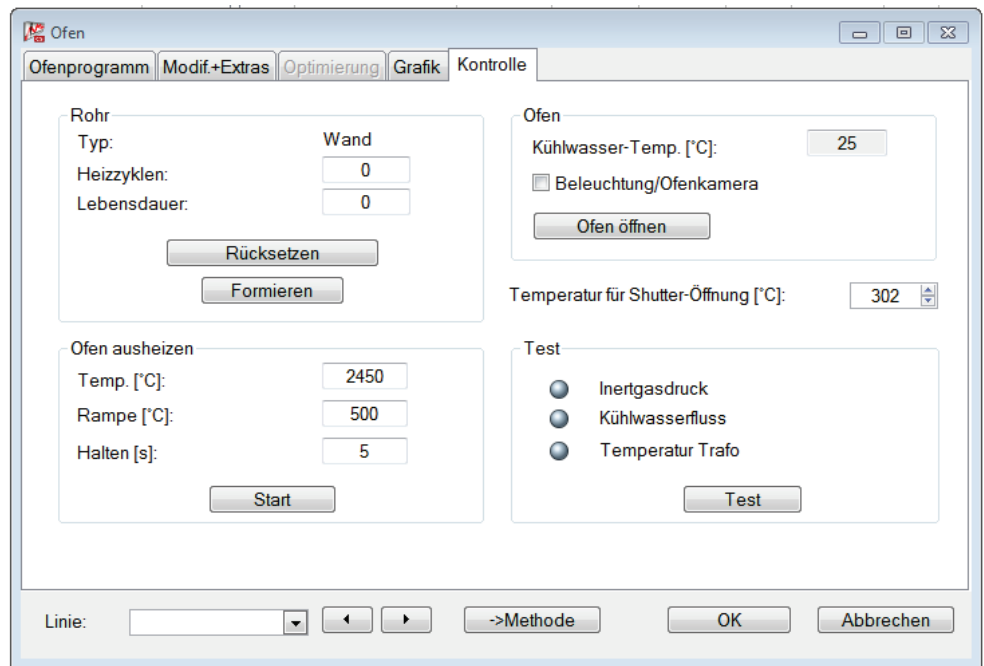 Ofen
Ofenprogramm Modif.+Extras Optimierung Grafik Kontrolle
Rohr
Typ: Wand
Heizzyklen: 0
Lebensdauer: 0
Rücksetzen
Formieren
Ofen
Kühlwasser-Temp. [°C]: 25
Beleuchtung/Ofenkamera
Ofen öffnen
Temperatur für Shutter-Öffnung [°C]: 302
Ofen ausheizen
Temp. [°C]: 2450
Rampe [°C]: 500
Halten [s]: 5
Start
Test
Inertgasdruck
Kühlwasserfluss
Temperatur Trafo
Test
Linie: ->Methode OK Abbrechen